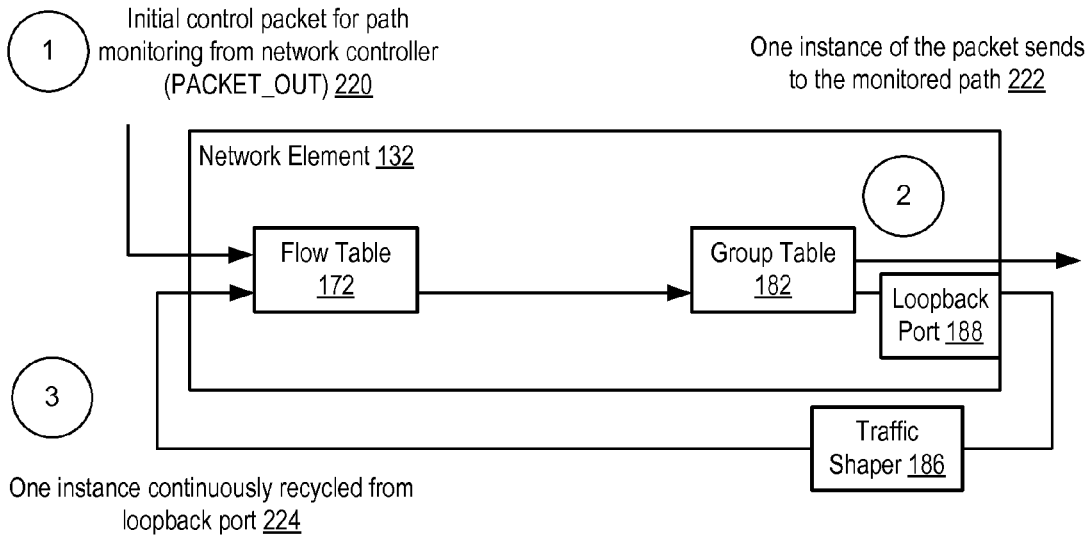 1
Initial control packet for path
monitoring from network controller
(PACKET_OUT) 220
One instance of the packet sends
to the monitored path 222
Network Element 132
2
Flow Table
172
Group Table
182
Loopback
Port 188
3
Traffic
Shaper 186
One instance continuously recycled from
loopback port 224